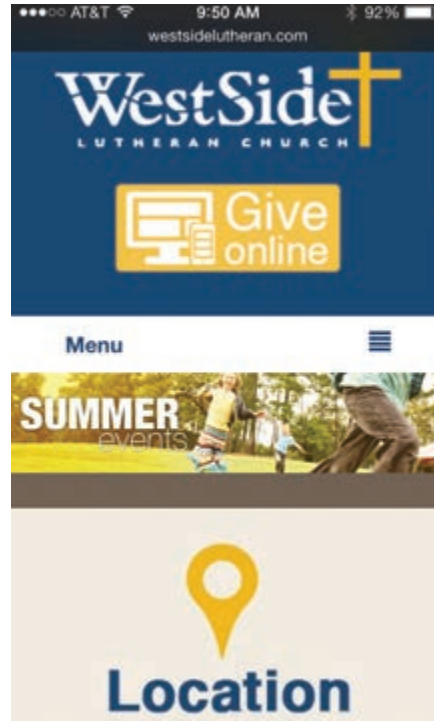 AT&T 9:50 AM 92%
westsidelutheran.com
WestSide
LUTHERAN CHURCH
Give
online
Menu
SUMMER
events
Location